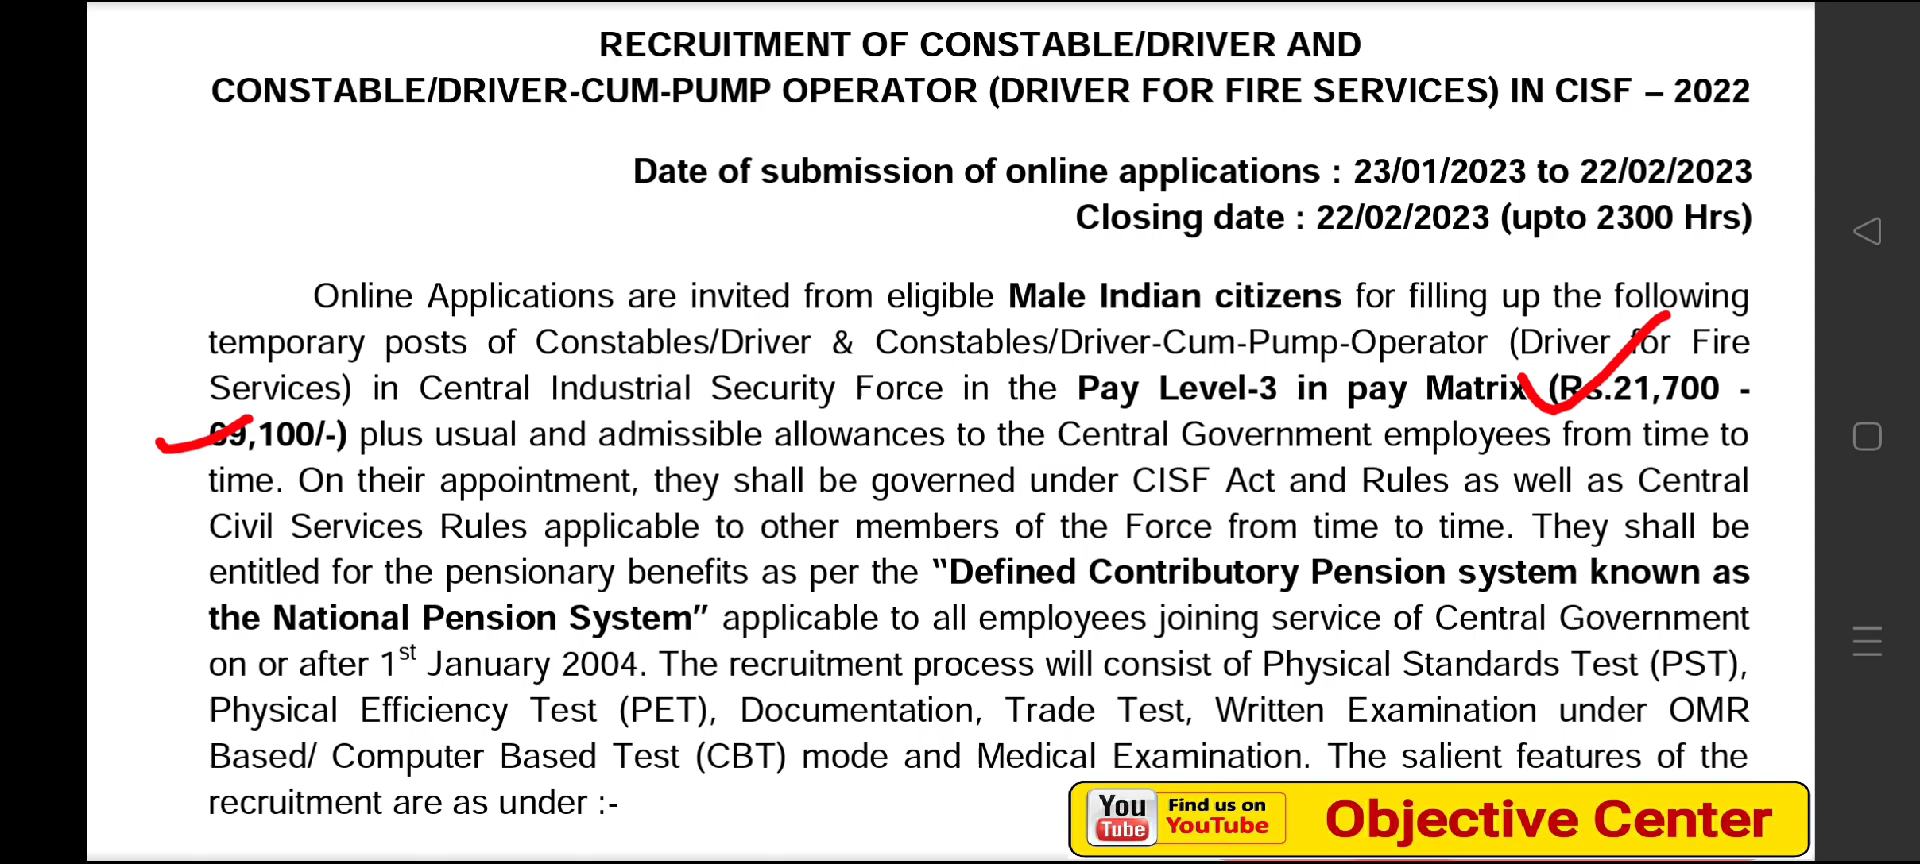 RECRUITMENT OF CONSTABLE/DRIVER AND
CONSTABLE/DRIVER-CUM-PUMP OPERATOR (DRIVER FOR FIRE SERVICES) IN CISF – 2022
Date of submission of online applications : 23/01/2023 to 22/02/2023
Closing date : 22/02/2023 (upto 2300 Hrs)
Online Applications are invited from eligible Male Indian citizens for filling up the following
temporary posts of Constables/Driver & Constables/Driver-Cum-Pump-Operator (Driver for Fire
Services) in Central Industrial Security Force in the Pay Level-3 in pay Matrix (Rs.21,700 -
69,100/-) plus usual and admissible allowances to the Central Government employees from time to
time. On their appointment, they shall be governed under CISF Act and Rules as well as Central
Civil Services Rules applicable to other members of the Force from time to time. They shall be
entitled for the pensionary benefits as per the “Defined Contributory Pension system known as
the National Pension System” applicable to all employees joining service of Central Government
on or after 1st January 2004. The recruitment process will consist of Physical Standards Test (PST),
Physical Efficiency Test (PET), Documentation, Trade Test, Written Examination under OMR
Based/ Computer Based Test (CBT) mode and Medical Examination. The salient features of the
recruitment are as under :-
You Tube Find us on YouTube Objective Center